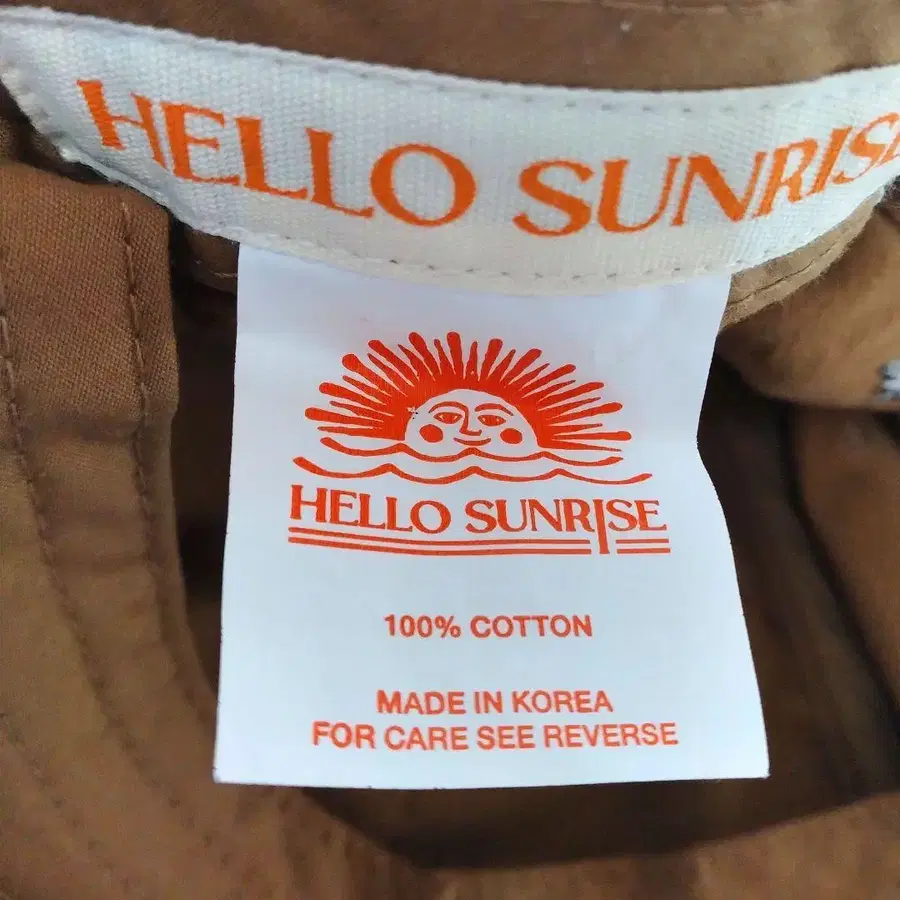 HELLO SUNRISE
HELLO SUNRISE
100% COTTON
MADE IN KOREA
FOR CARE SEE REVERSE